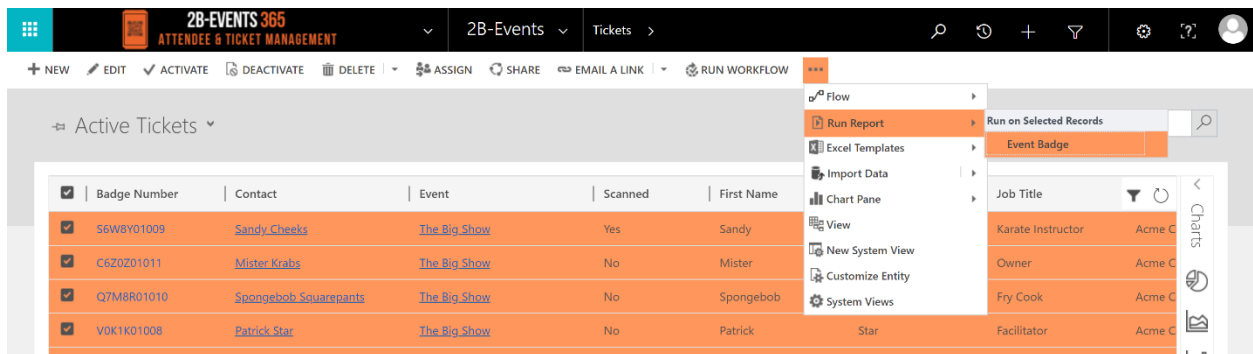 2B-EVENTS 365
ATTENDEE & TICKET MANAGEMENT
2B-Events
Tickets >
[?]
+ NEW EDIT ACTIVATE DEACTIVATE DELETE ASSIGN SHARE EMAIL A LINK RUN WORKFLOW ...
Active Tickets
Flow
Run Report
Excel Templates
Import Data
Chart Pane
View
New System View
Customize Entity
System Views
Run on Selected Records
Event Badge
Badge Number Contact Event Scanned First Name Job Title
S6W8Y01009 Sandy Cheeks The Big Show Yes Sandy Karate Instructor Acme C
C6Z0Z01011 Mister Krabs The Big Show No Mister Owner Acme C
Q7M8R01010 Spongebob Squarepants The Big Show No Spongebob Fry Cook Acme C
V0K1K01008 Patrick Star The Big Show No Patrick Star Facilitator Acme C
Charts